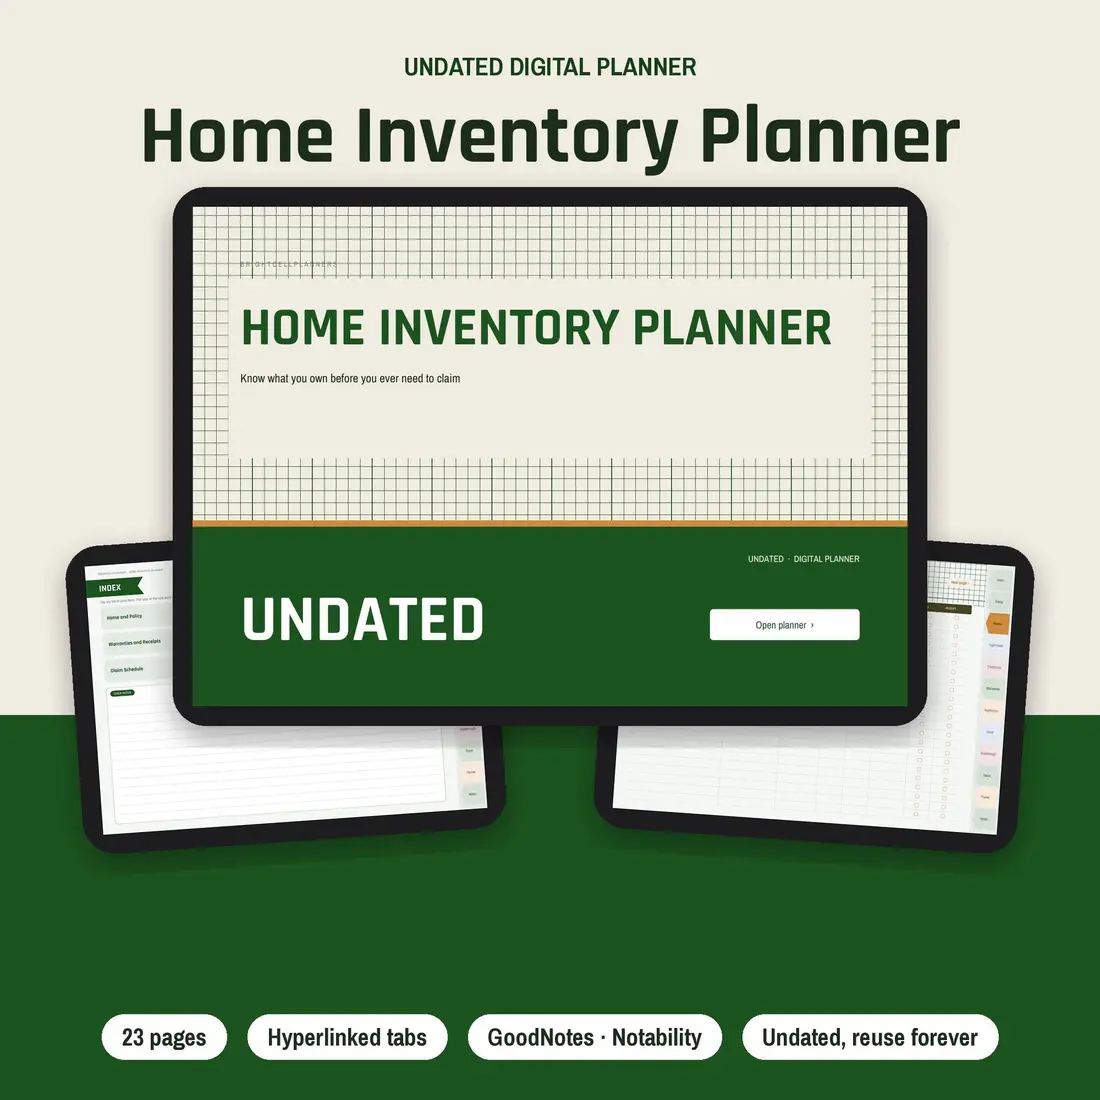 UNDATED DIGITAL PLANNER
Home Inventory Planner
BRIGHTCELLPLANNERS
HOME INVENTORY PLANNER
Know what you own before you ever need to claim
UNDATED · DIGITAL PLANNER
UNDATED
Open planner ›
INDEX
Home and Policy
Warranties and Receipts
Claim Schedule
23 pages
Hyperlinked tabs
GoodNotes · Notability
Undated, reuse forever